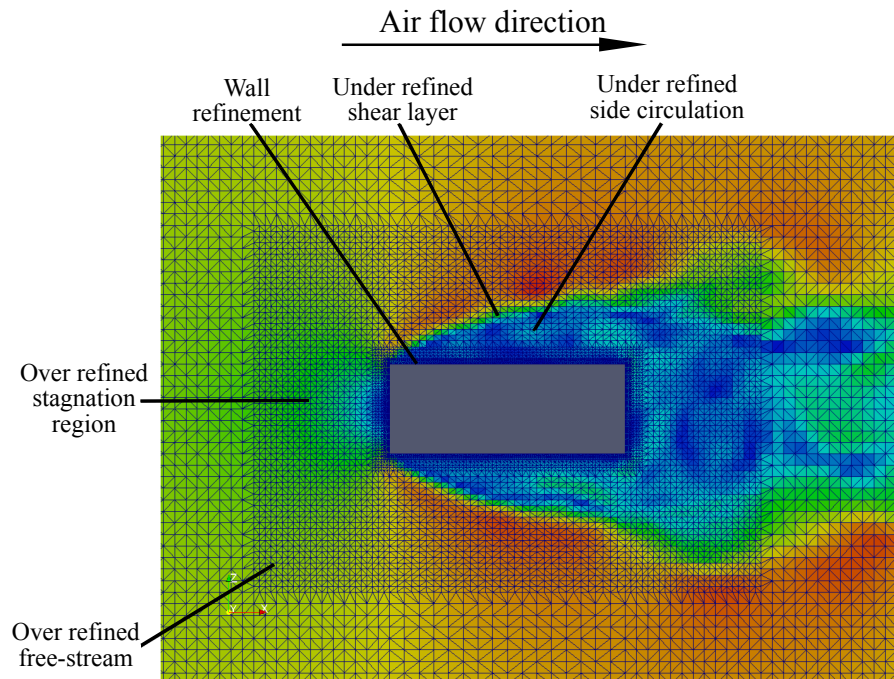 Air flow direction
Wall
refinement
Under refined
shear layer
Under refined
side circulation
Over refined
stagnation
region
Over refined
free-stream
Z
Y
X